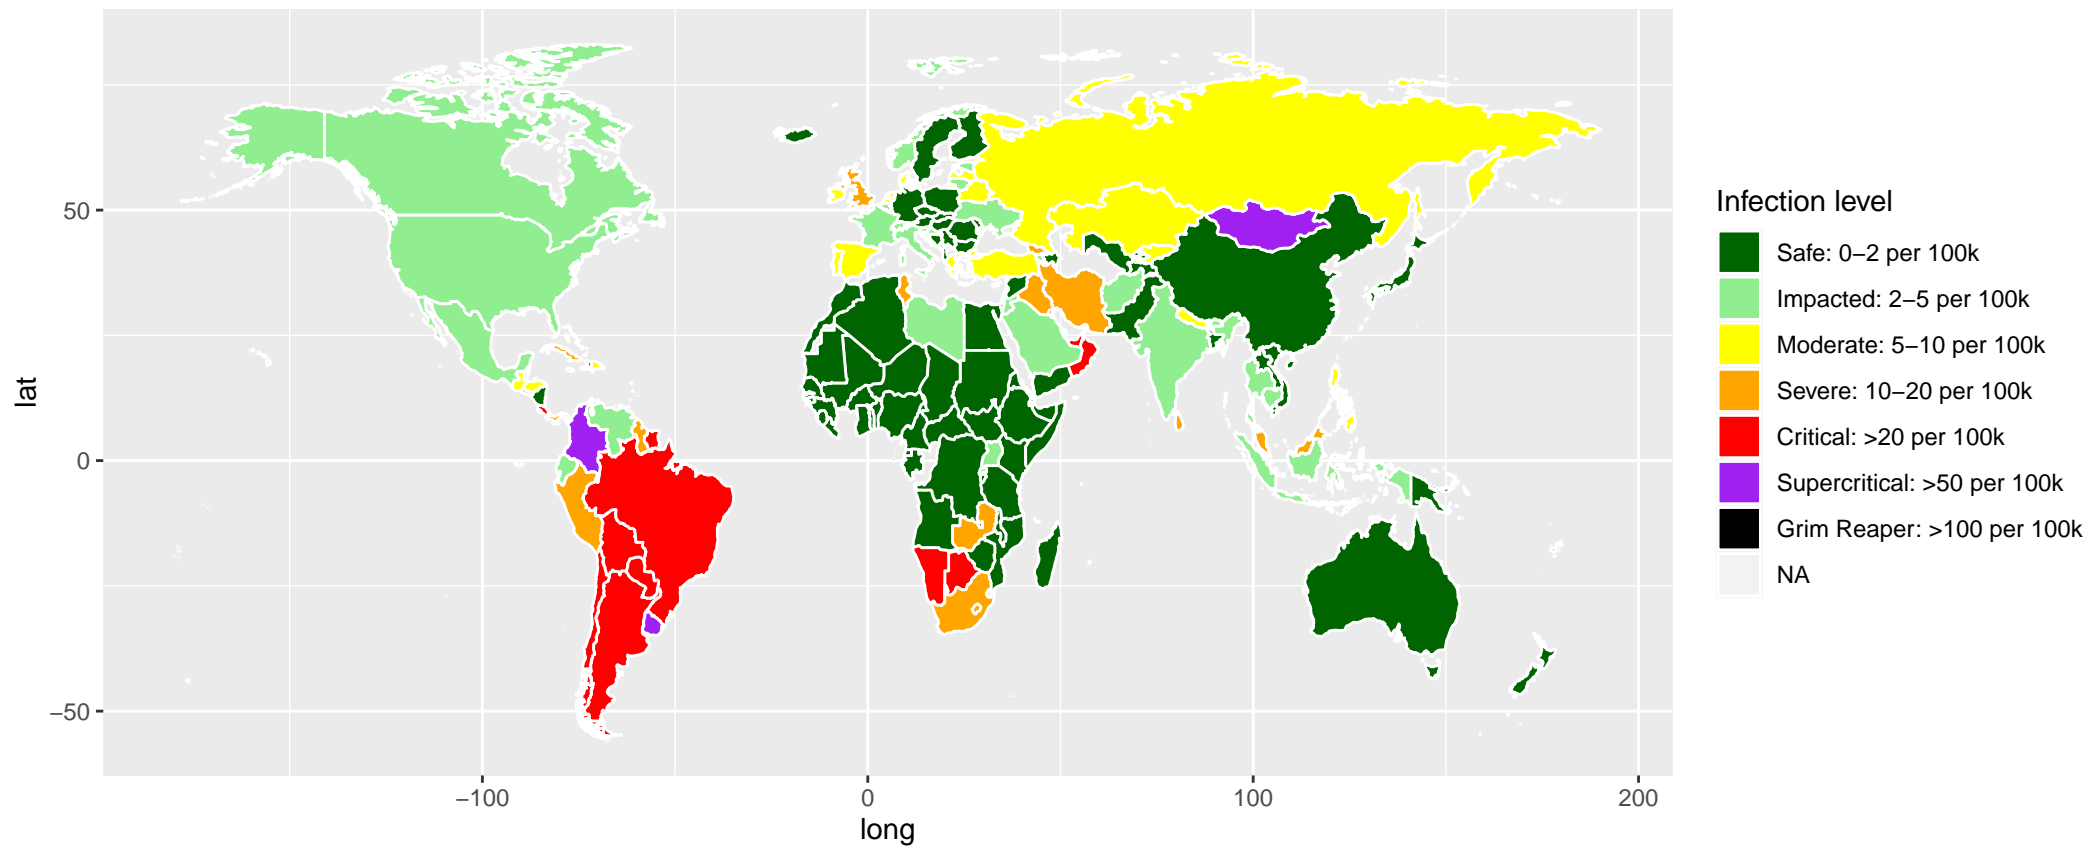 50
0
−50
lat
−100
0
100
200
long
Infection level
Safe: 0−2 per 100k
Impacted: 2−5 per 100k
Moderate: 5−10 per 100k
Severe: 10−20 per 100k
Critical: >20 per 100k
Supercritical: >50 per 100k
Grim Reaper: >100 per 100k
NA